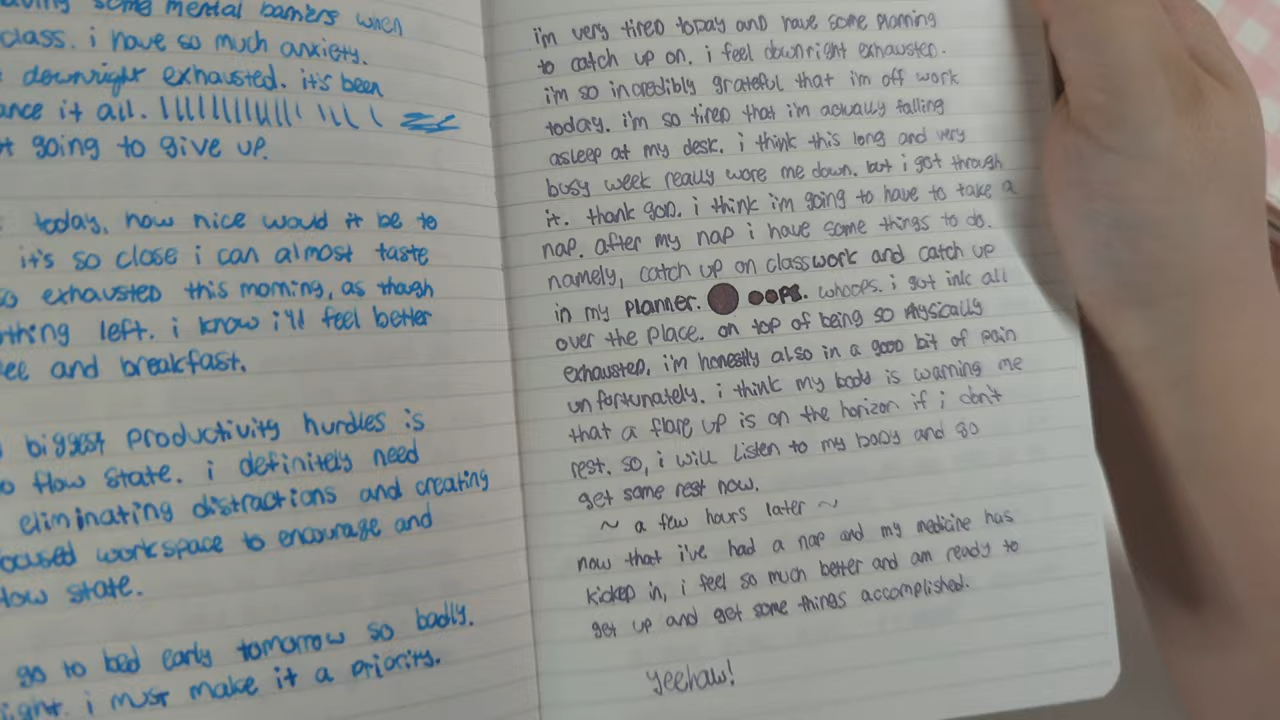 some mental barriers when
class. i have so much anxiety.
downright exhausted. it's been
it all.
going to give up.
today, how nice would it be to
it's so close i can almost taste
exhausted this morning, as though
left. i know i'll feel better
and breakfast.
biggest productivity hurdles is
flow state. i definitely need
eliminating distractions and creating
workspace to encourage and
state.
go to bed early tomorrow so badly.
i must make it a priority.
i'm very tired today and have some planning
to catch up on. i feel downright exhausted.
i'm so incredibly grateful that i'm off work
today. i'm so tired that i'm actually falling
asleep at my desk. i think this long and very
busy week really wore me down. but i got through
it. thank god. i think i'm going to have to take a
nap. after my nap i have some things to do.
namely, catch up on classwork and catch up
in my planner. oops. whoops. i got ink all
over the place. on top of being so physically
exhausted, i'm honestly also in a good bit of pain
unfortunately. i think my body is warning me
that a flare up is on the horizon if i don't
rest. so, i will listen to my body and go
get some rest now.
~ a few hours later ~
now that i've had a nap and my medicine has
kicked in, i feel so much better and am ready to
get up and get some things accomplished.
yeehaw!